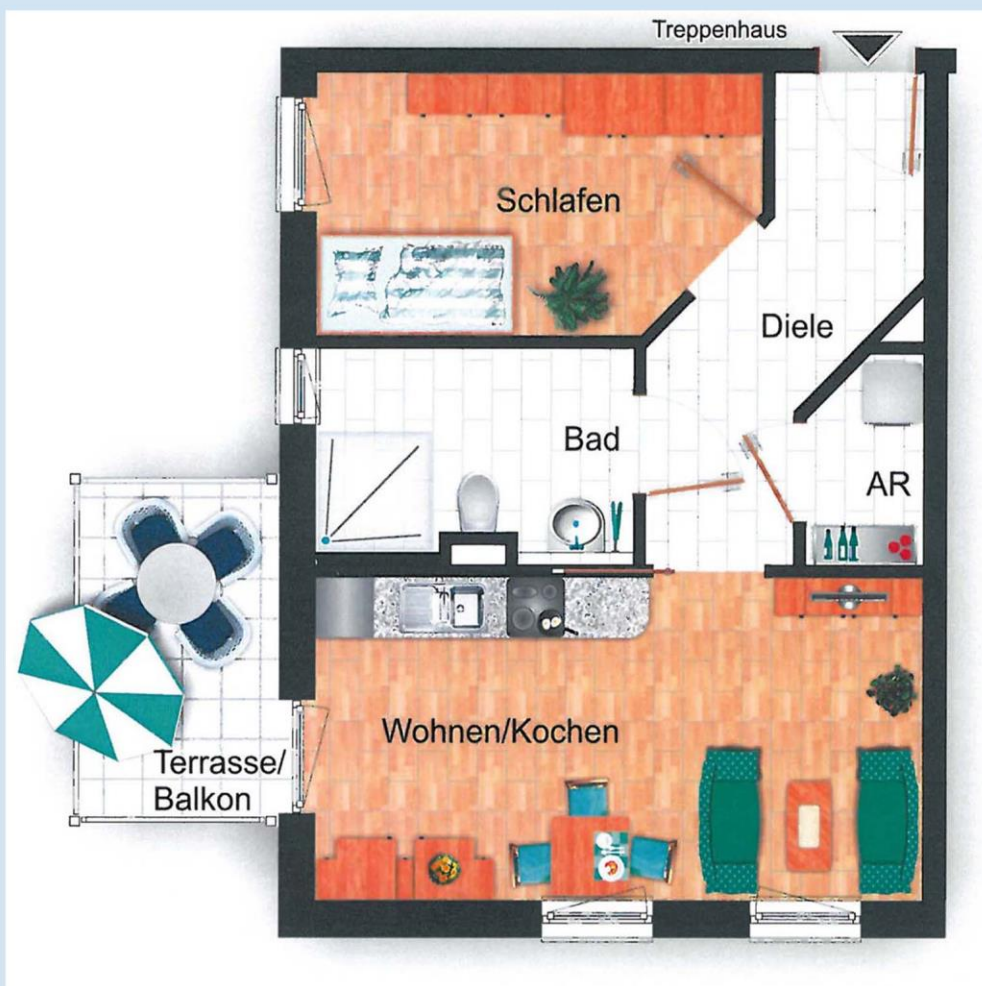 Treppenhaus
Schlafen
Diele
Bad
AR
Wohnen/Kochen
Terrasse/
Balkon